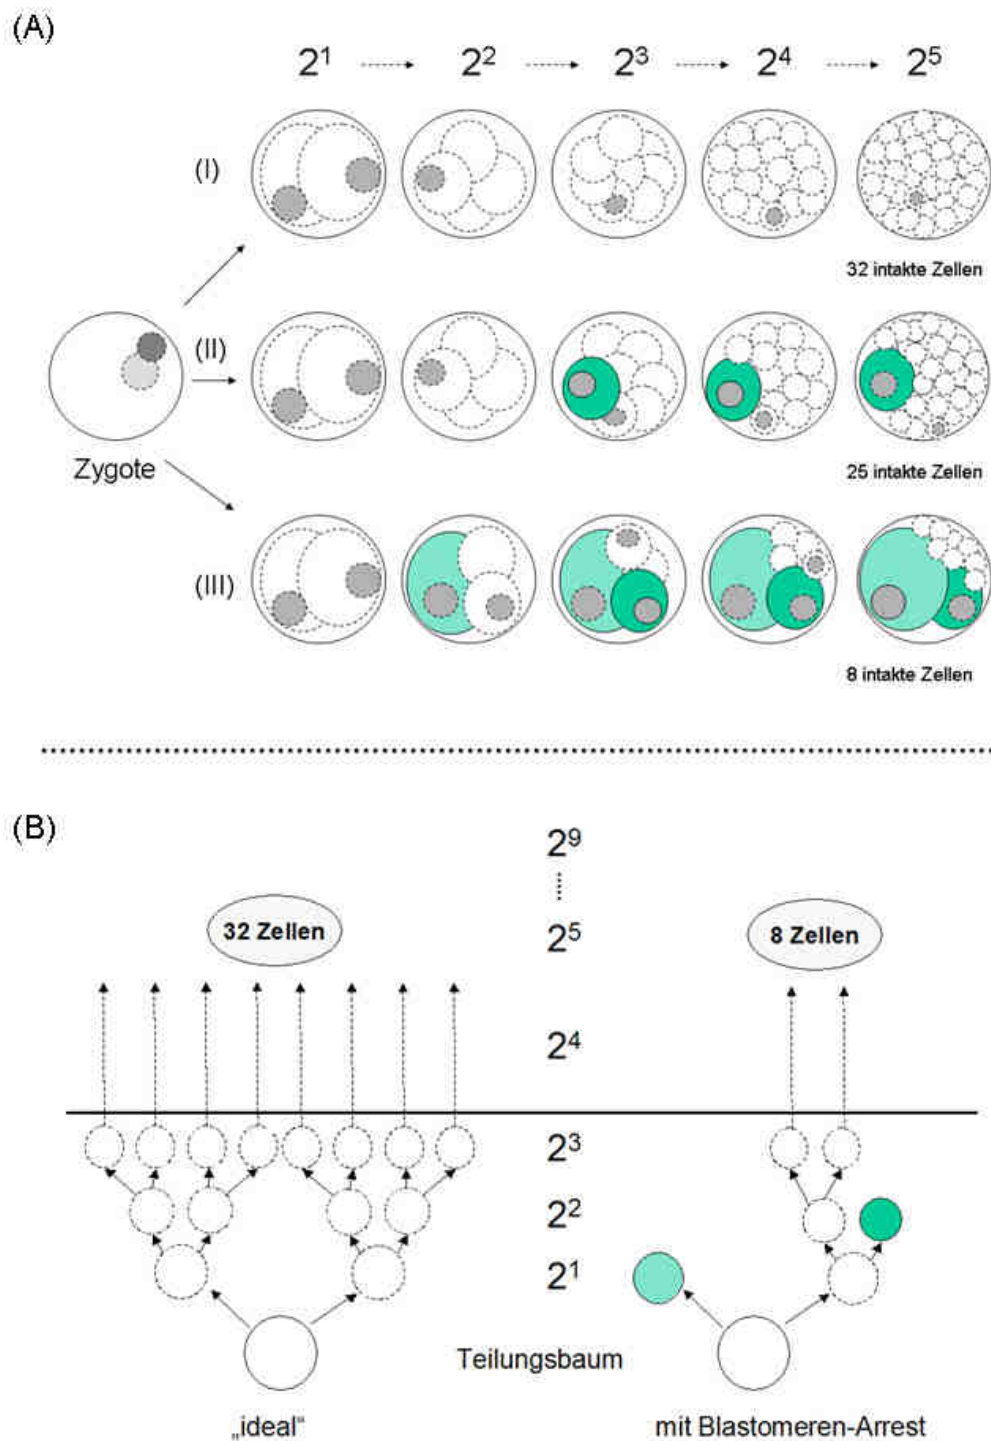 (A)
2¹ 2² 2³ 2⁴ 2⁵
(I)
32 intakte Zellen
(II)
Zygote
25 intakte Zellen
(III)
8 intakte Zellen
(B)
2⁹
32 Zellen
2⁵
8 Zellen
2⁴
2³
2²
2¹
Teilungsbaum
„ideal“
mit Blastomeren-Arrest